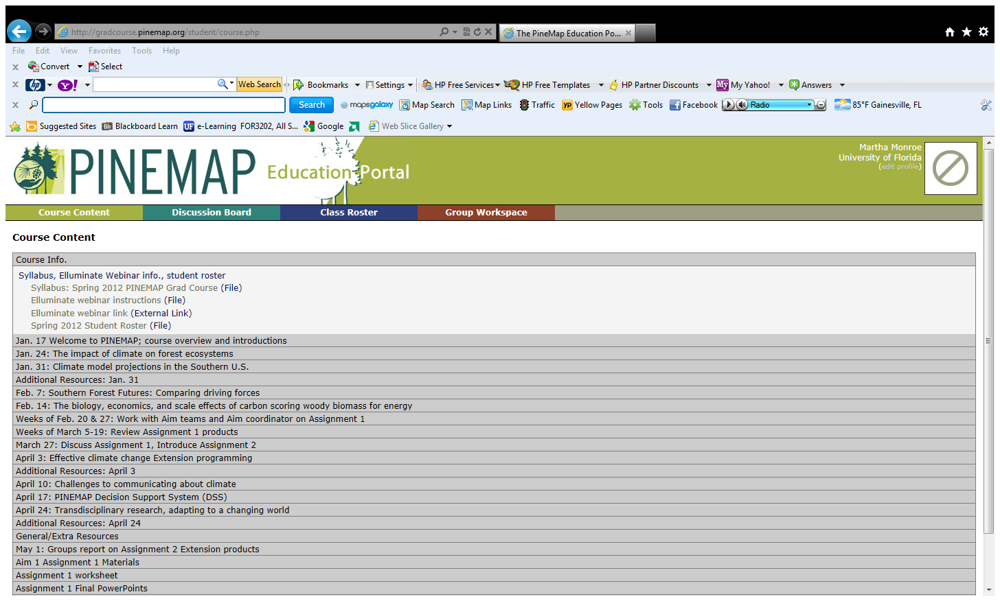 http://gradcourse.pinemap.org/student/course.php
The PineMap Education Po...
File Edit View Favorites Tools Help
x Convert Select
x hp Y! Web Search Bookmarks Settings HP Free Services HP Free Templates HP Partner Discounts My My Yahoo! Answers
x Search mapsgalaxy Map Search Map Links Traffic YP Yellow Pages Tools Facebook Radio 85°F Gainesville, FL
Suggested Sites Bb Blackboard Learn UF e-Learning FOR3202, All S... Google Web Slice Gallery
PINEMAP Education Portal
Martha Monroe
University of Florida
(edit profile)
Course Content Discussion Board Class Roster Group Workspace
Course Content
Course Info.
Syllabus, Elluminate Webinar info., student roster
Syllabus: Spring 2012 PINEMAP Grad Course (File)
Elluminate webinar instructions (File)
Elluminate webinar link (External Link)
Spring 2012 Student Roster (File)
Jan. 17 Welcome to PINEMAP; course overview and introductions
Jan. 24: The impact of climate on forest ecosystems
Jan. 31: Climate model projections in the Southern U.S.
Additional Resources: Jan. 31
Feb. 7: Southern Forest Futures: Comparing driving forces
Feb. 14: The biology, economics, and scale effects of carbon scoring woody biomass for energy
Weeks of Feb. 20 & 27: Work with Aim teams and Aim coordinator on Assignment 1
Weeks of March 5-19: Review Assignment 1 products
March 27: Discuss Assignment 1, Introduce Assignment 2
April 3: Effective climate change Extension programming
Additional Resources: April 3
April 10: Challenges to communicating about climate
April 17: PINEMAP Decision Support System (DSS)
April 24: Transdisciplinary research, adapting to a changing world
Additional Resources: April 24
General/Extra Resources
May 1: Groups report on Assignment 2 Extension products
Aim 1 Assignment 1 Materials
Assignment 1 worksheet
Assignment 1 Final PowerPoints